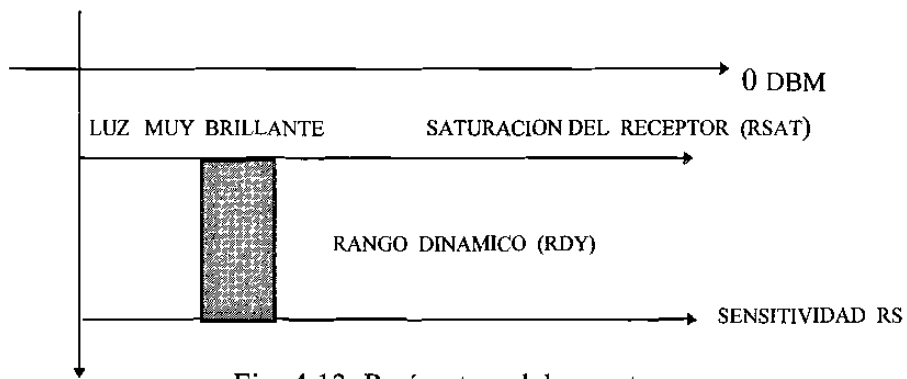 0 DBM
LUZ MUY BRILLANTE SATURACION DEL RECEPTOR (RSAT)
RANGO DINAMICO (RDY)
SENSITIVIDAD RS